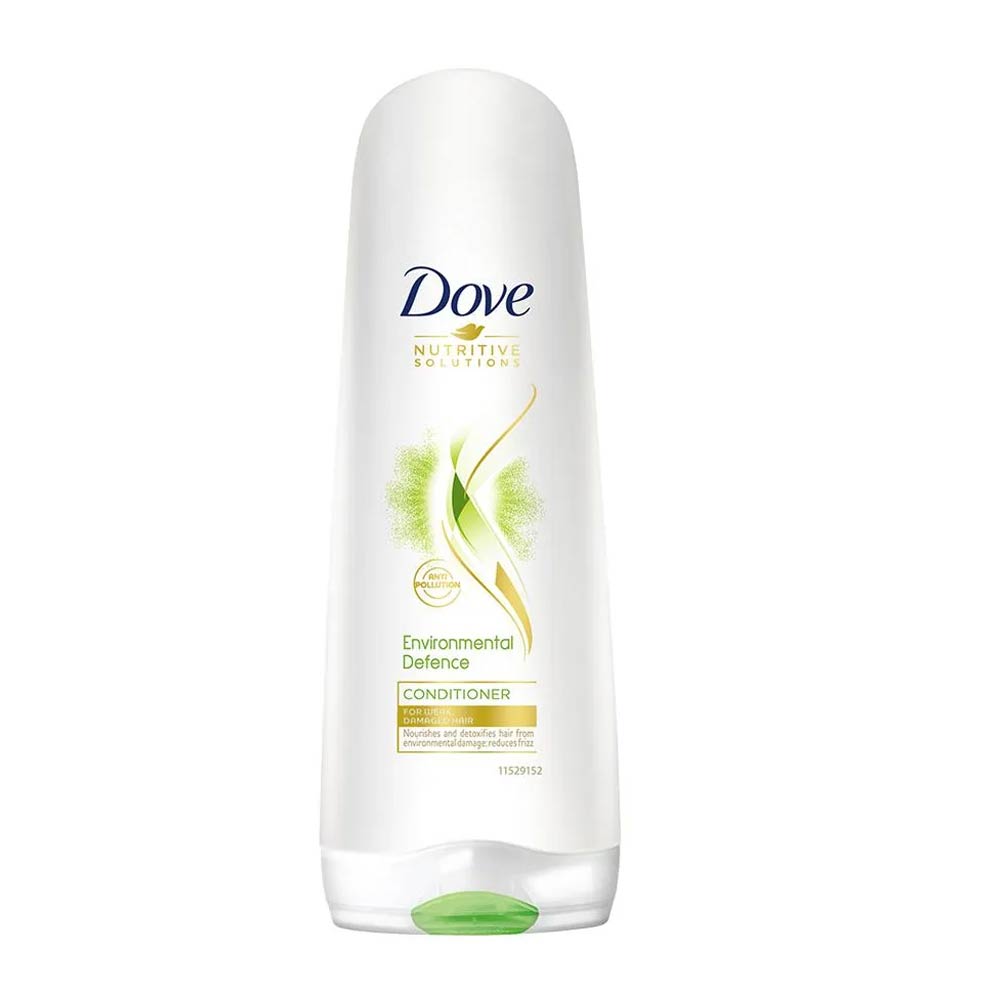 Dove
NUTRITIVE
SOLUTIONS
ANTI
POLLUTION
Environmental
Defence
CONDITIONER
FOR WEAK,
DAMAGED HAIR
Nourishes and detoxifies hair from
environmental damage; reduces frizz
11529152